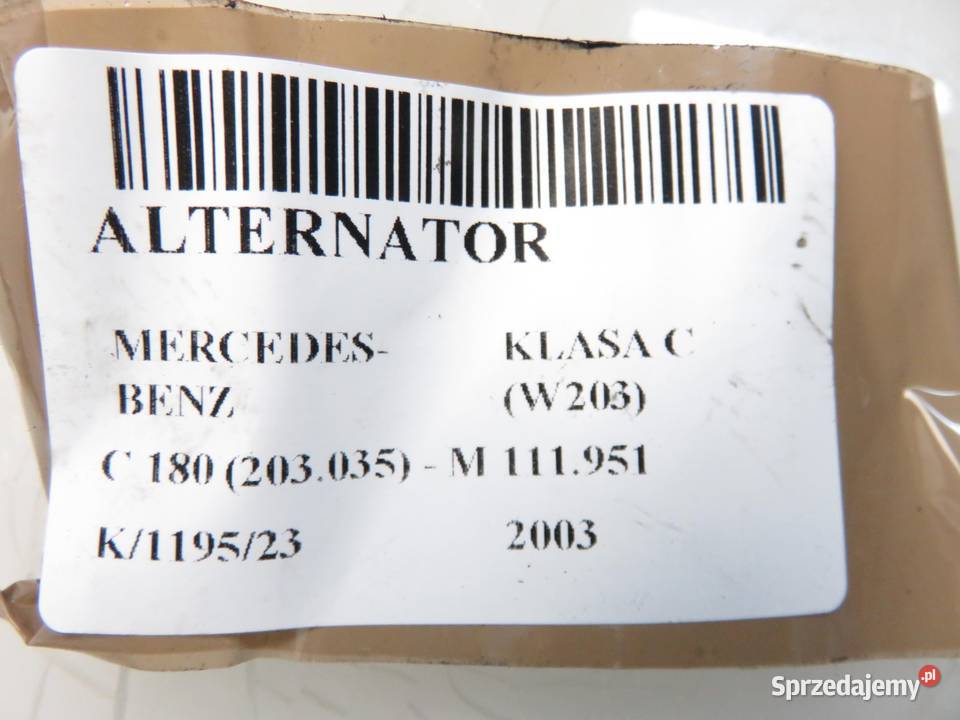 ALTERNATOR
MERCEDES- KLASA C
BENZ (W203)
C 180 (203.035) - M 111.951
K/1195/23 2003
Sprzedajemy.pl